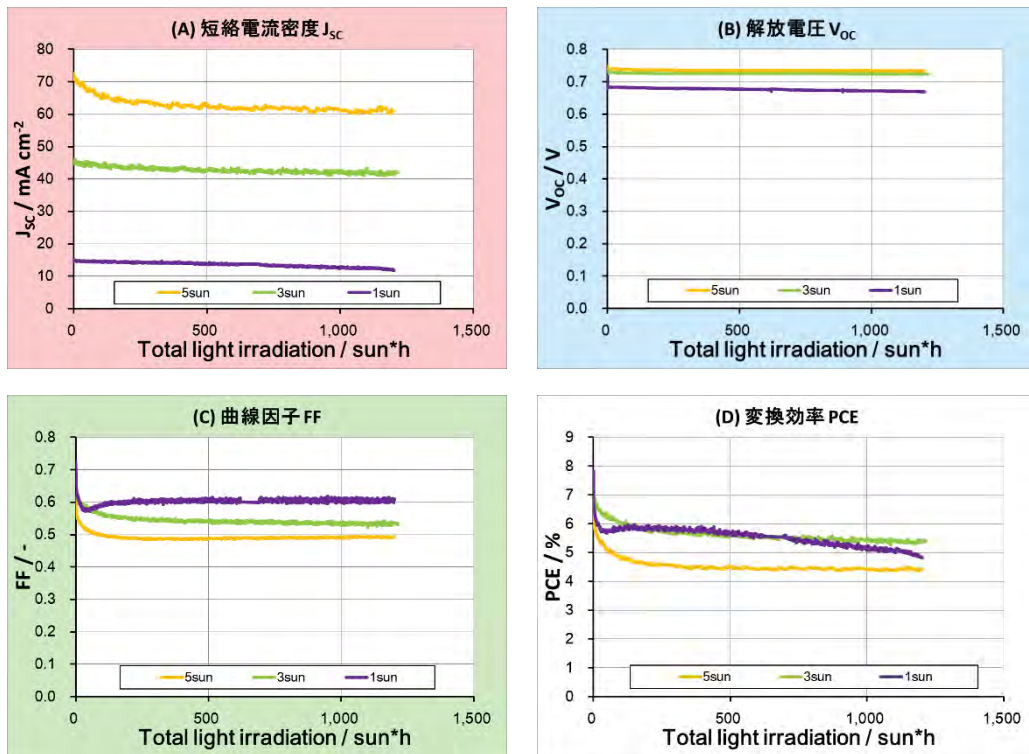 (A) 短絡電流密度 JSC
80
70
60
50
40
30
20
10
0
JSC / mA cm-2
5sun 3sun 1sun
0 500 1,000 1,500
Total light irradiation / sun*h
(B) 解放電圧 VOC
0.8
0.7
0.6
0.5
0.4
0.3
0.2
0.1
0.0
VOC / V
5sun 3sun 1sun
0 500 1,000 1,500
Total light irradiation / sun*h
(C) 曲線因子 FF
0.8
0.7
0.6
0.5
0.4
0.3
0.2
0.1
0.0
FF / -
5sun 3sun 1sun
0 500 1,000 1,500
Total light irradiation / sun*h
(D) 変換効率 PCE
9
8
7
6
5
4
3
2
1
0
PCE / %
5sun 3sun 1sun
0 500 1,000 1,500
Total light irradiation / sun*h